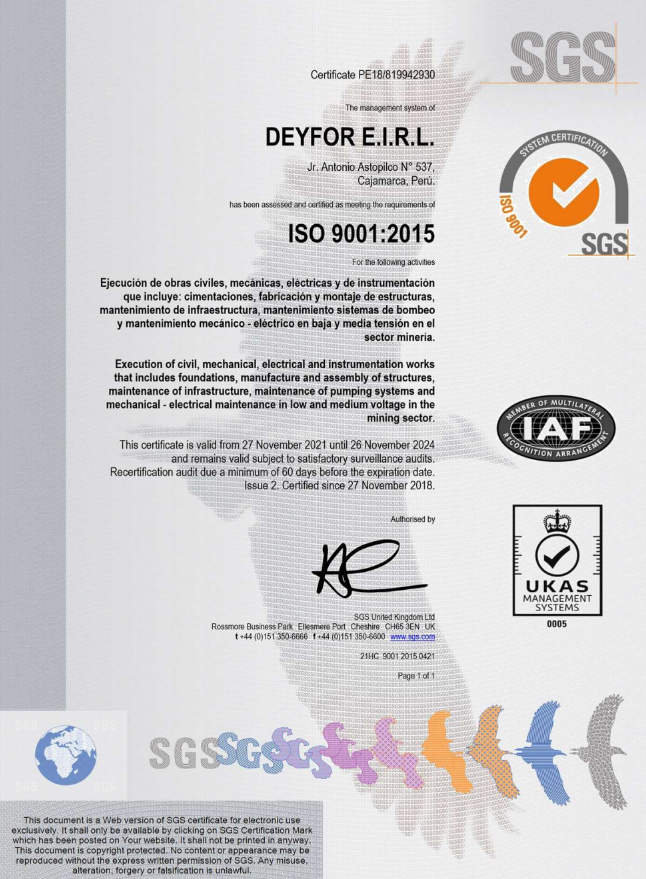 SGS
Certificate PE18/819942930
The management system of
DEYFOR E.I.R.L.
Jr. Antonio Astopilco N° 537,
Cajamarca, Perú.
has been assessed and certified as meeting the requirements of
ISO 9001:2015
For the following activities
Ejecución de obras civiles, mecánicas, eléctricas y de instrumentación
que incluye: cimentaciones, fabricación y montaje de estructuras,
mantenimiento de infraestructura, mantenimiento sistemas de bombeo
y mantenimiento mecánico - eléctrico en baja y media tensión en el
sector minería.
Execution of civil, mechanical, electrical and instrumentation works
that includes foundations, manufacture and assembly of structures,
maintenance of infrastructure, maintenance of pumping systems and
mechanical - electrical maintenance in low and medium voltage in the
mining sector.
This certificate is valid from 27 November 2021 until 26 November 2024
and remains valid subject to satisfactory surveillance audits.
Recertification audit due a minimum of 60 days before the expiration date.
Issue 2. Certified since 27 November 2018.
Authorised by
SGS United Kingdom Ltd
Rossmore Business Park Ellesmere Port Cheshire CH65 3EN UK
t +44 (0)151 350-6666 f +44 (0)151 350-6600 www.sgs.com
21HC 9001 2015 0421
Page 1 of 1
SYSTEM CERTIFICATION
ISO 9001
SGS
MEMBER OF MULTILATERAL
IAF
RECOGNITION ARRANGEMENT
UKAS
MANAGEMENT
SYSTEMS
0005
SGS SGS
SGS SGS
SGSSGSSGS
This document is a Web version of SGS certificate for electronic use
exclusively. It shall only be available by clicking on SGS Certification Mark
which has been posted on Your website. It shall not be printed in anyway.
This document is copyright protected. No content or appearance may be
reproduced without the express written permission of SGS. Any misuse,
alteration, forgery or falsification is unlawful.